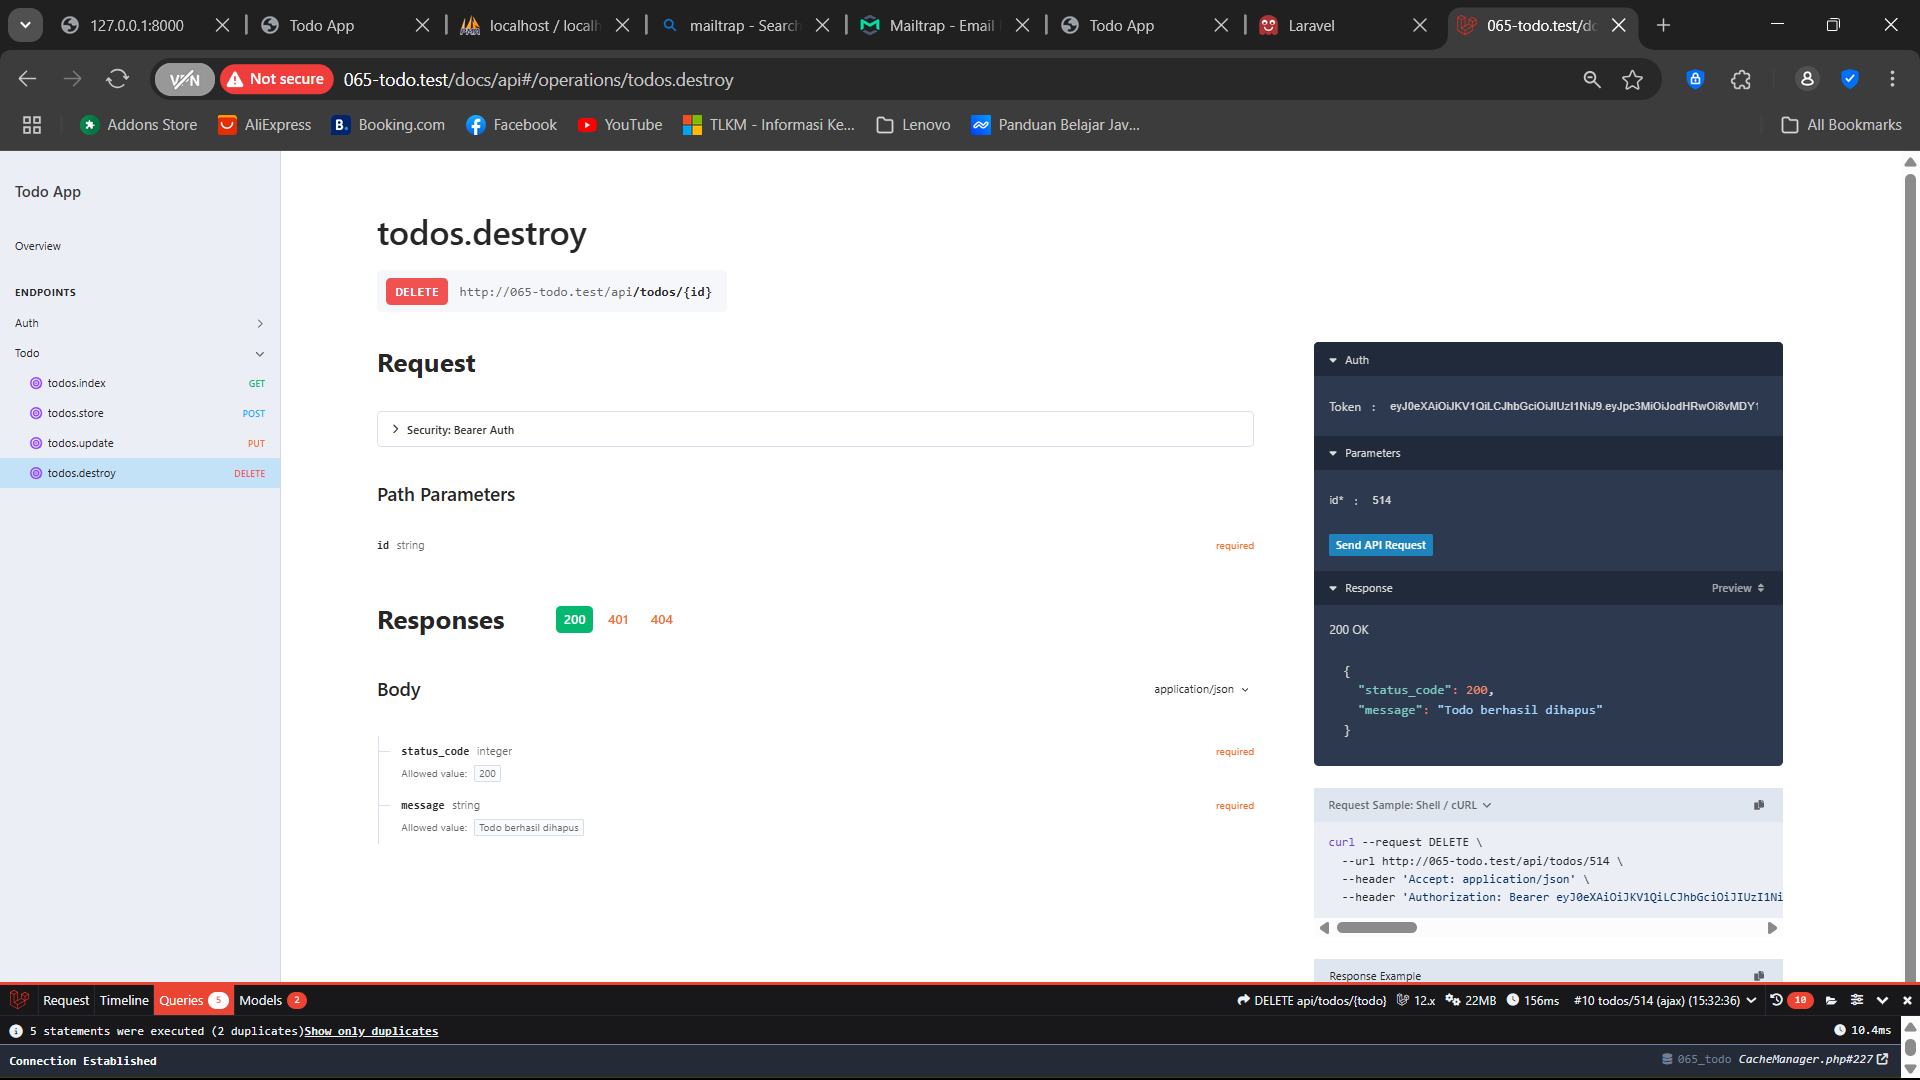 127.0.0.1:8000
Todo App
localhost / localh
mailtrap - Search
Mailtrap - Email
Todo App
Laravel
065-todo.test/do
VPN
Not secure
065-todo.test/docs/api#/operations/todos.destroy
Addons Store
AliExpress
Booking.com
Facebook
YouTube
TLKM - Informasi Ke...
Lenovo
Panduan Belajar Jav...
All Bookmarks
Todo App
Overview
ENDPOINTS
Auth
Todo
todos.index GET
todos.store POST
todos.update PUT
todos.destroy DELETE
todos.destroy
DELETE http://065-todo.test/api/todos/{id}
Request
Security: Bearer Auth
Path Parameters
id string required
Responses 200 401 404
Body application/json
status_code integer required
Allowed value: 200
message string required
Allowed value: Todo berhasil dihapus
Auth
Token : eyJ0eXAiOiJKV1QiLCJhbGciOiJIUzI1NiJ9.eyJpc3MiOiJodHRwOi8vMDY1
Parameters
id* : 514
Send API Request
Response Preview
200 OK
{
"status_code": 200,
"message": "Todo berhasil dihapus"
}
Request Sample: Shell / cURL
curl --request DELETE \
--url http://065-todo.test/api/todos/514 \
--header 'Accept: application/json' \
--header 'Authorization: Bearer eyJ0eXAiOiJKV1QiLCJhbGciOiJIUzI1Ni
Response Example
Request Timeline Queries 5 Models 2
DELETE api/todos/{todo} 12.x 22MB 156ms #10 todos/514 (ajax) (15:32:36) 10
5 statements were executed (2 duplicates)Show only duplicates 10.4ms
Connection Established 065_todo CacheManager.php#227